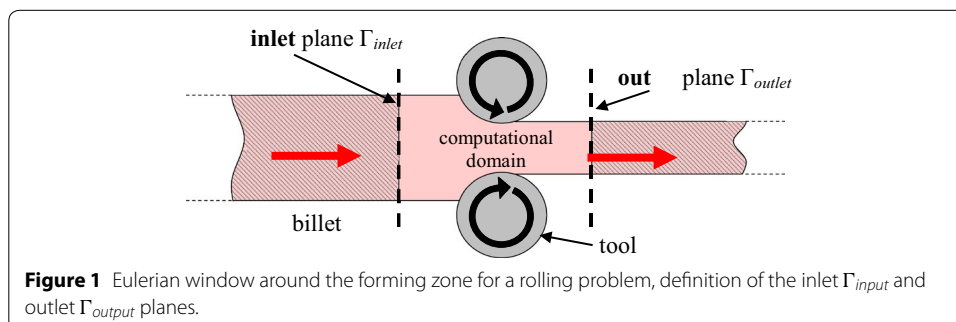 inlet plane Γinlet
out plane Γoutlet
computational
domain
billet
tool
Figure 1 Eulerian window around the forming zone for a rolling problem, definition of the inlet Γinput and
outlet Γoutput planes.